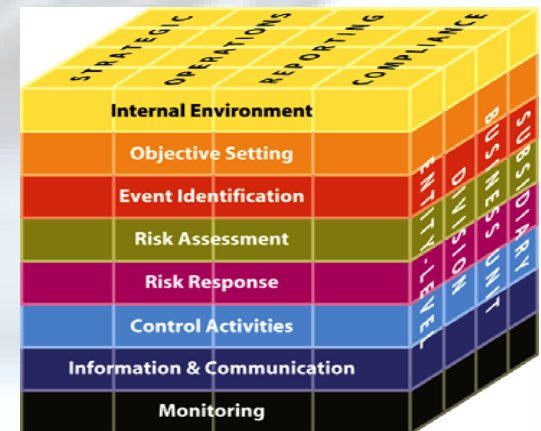 STRATEGIC
OPERATIONS
REPORTING
COMPLIANCE
Internal Environment
Objective Setting
Event Identification
Risk Assessment
Risk Response
Control Activities
Information & Communication
Monitoring
ENTITY-LEVEL
DIVISION
BUSINESS UNIT
SUBSIDIARY